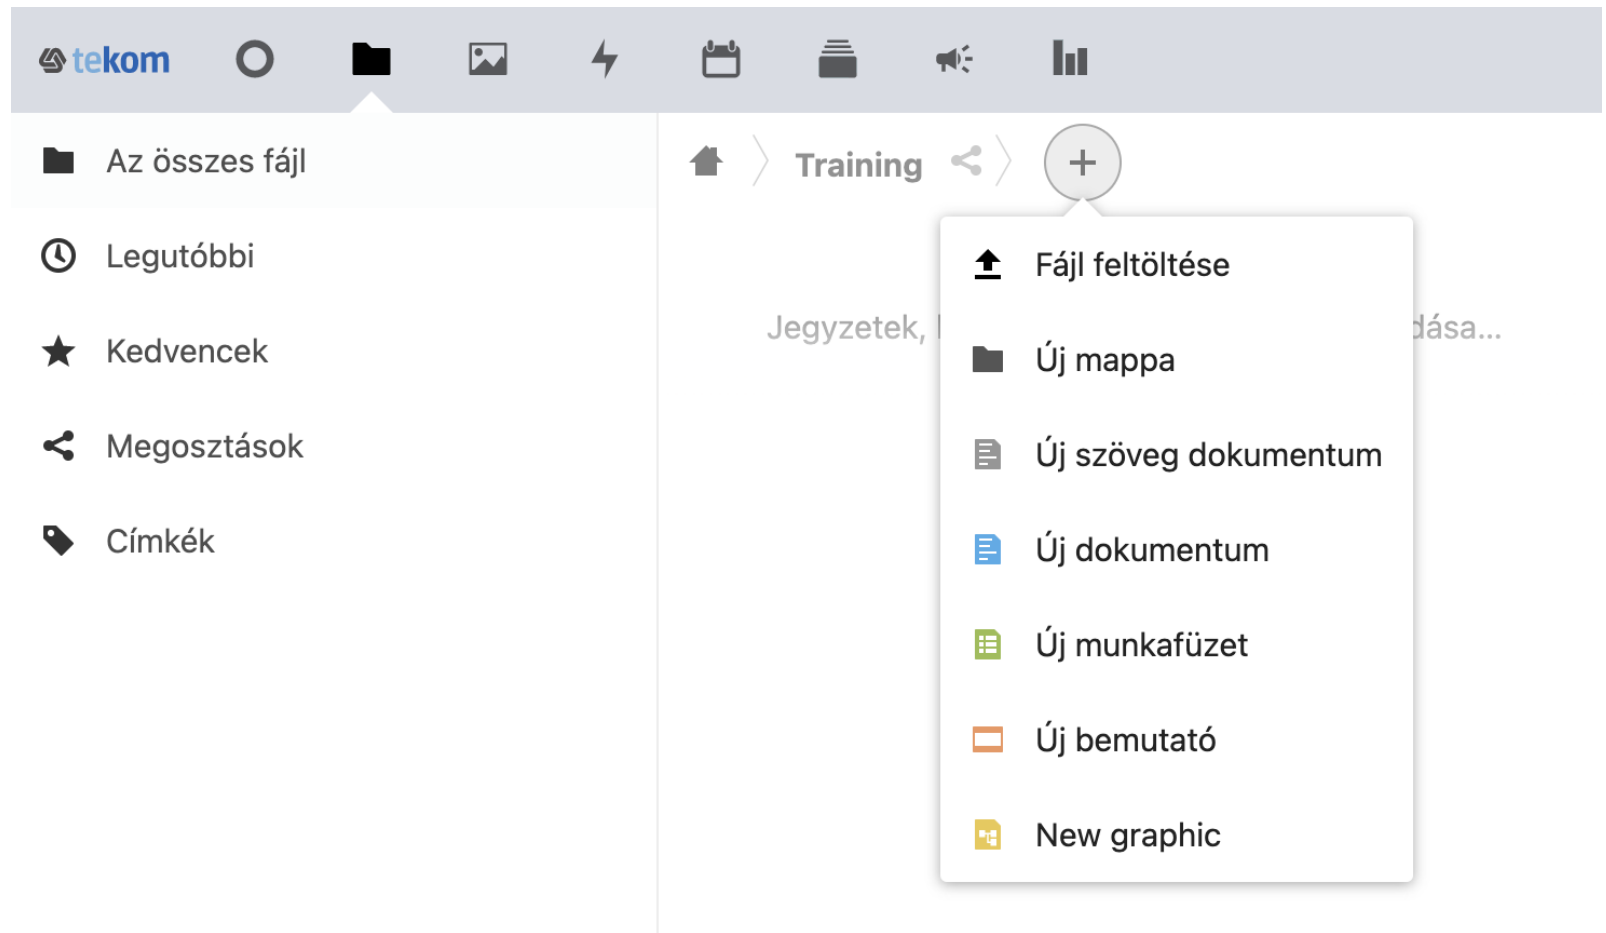 tekom
Az összes fájl
Legutóbbi
Kedvencek
Megosztások
Címkék
Training
Fájl feltöltése
Jegyzetek,
Új mappa
Új szöveg dokumentum
Új dokumentum
Új munkafüzet
Új bemutató
New graphic